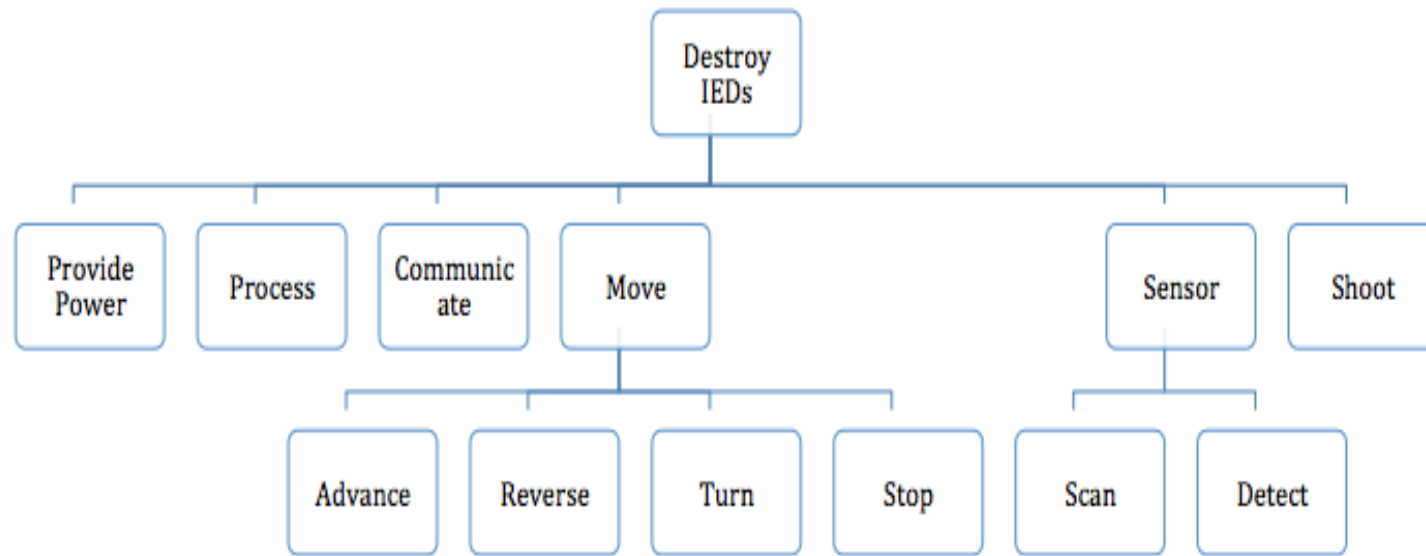 Destroy
IEDs
Provide
Power
Process
Communic
ate
Move
Sensor
Shoot
Advance
Reverse
Turn
Stop
Scan
Detect